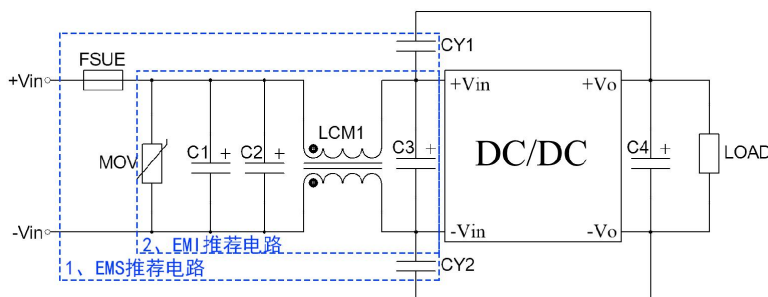 CY1
FSUE
+Vin
+Vin
+Vo
LCM1
MOV
C1
+
C2
+
C3
+
DC/DC
C4
+
LOAD
-Vin
-Vin
-Vo
2、EMI推荐电路
1、EMS推荐电路
CY2